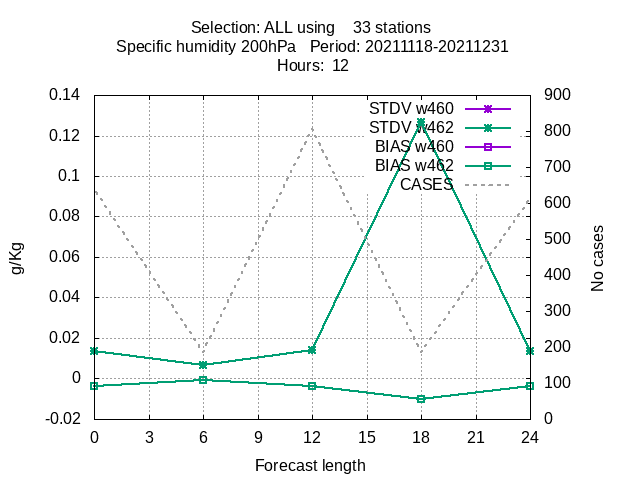 Selection: ALL using 33 stations
Specific humidity 200hPa Period: 20211118-20211231
Hours: 12
0.14
0.12
0.1
0.08
0.06
0.04
0.02
0
-0.02
g/Kg
STDV w460
STDV w462
BIAS w460
BIAS w462
CASES
900
800
700
600
500
400
300
200
100
0
No cases
0 3 6 9 12 15 18 21 24
Forecast length